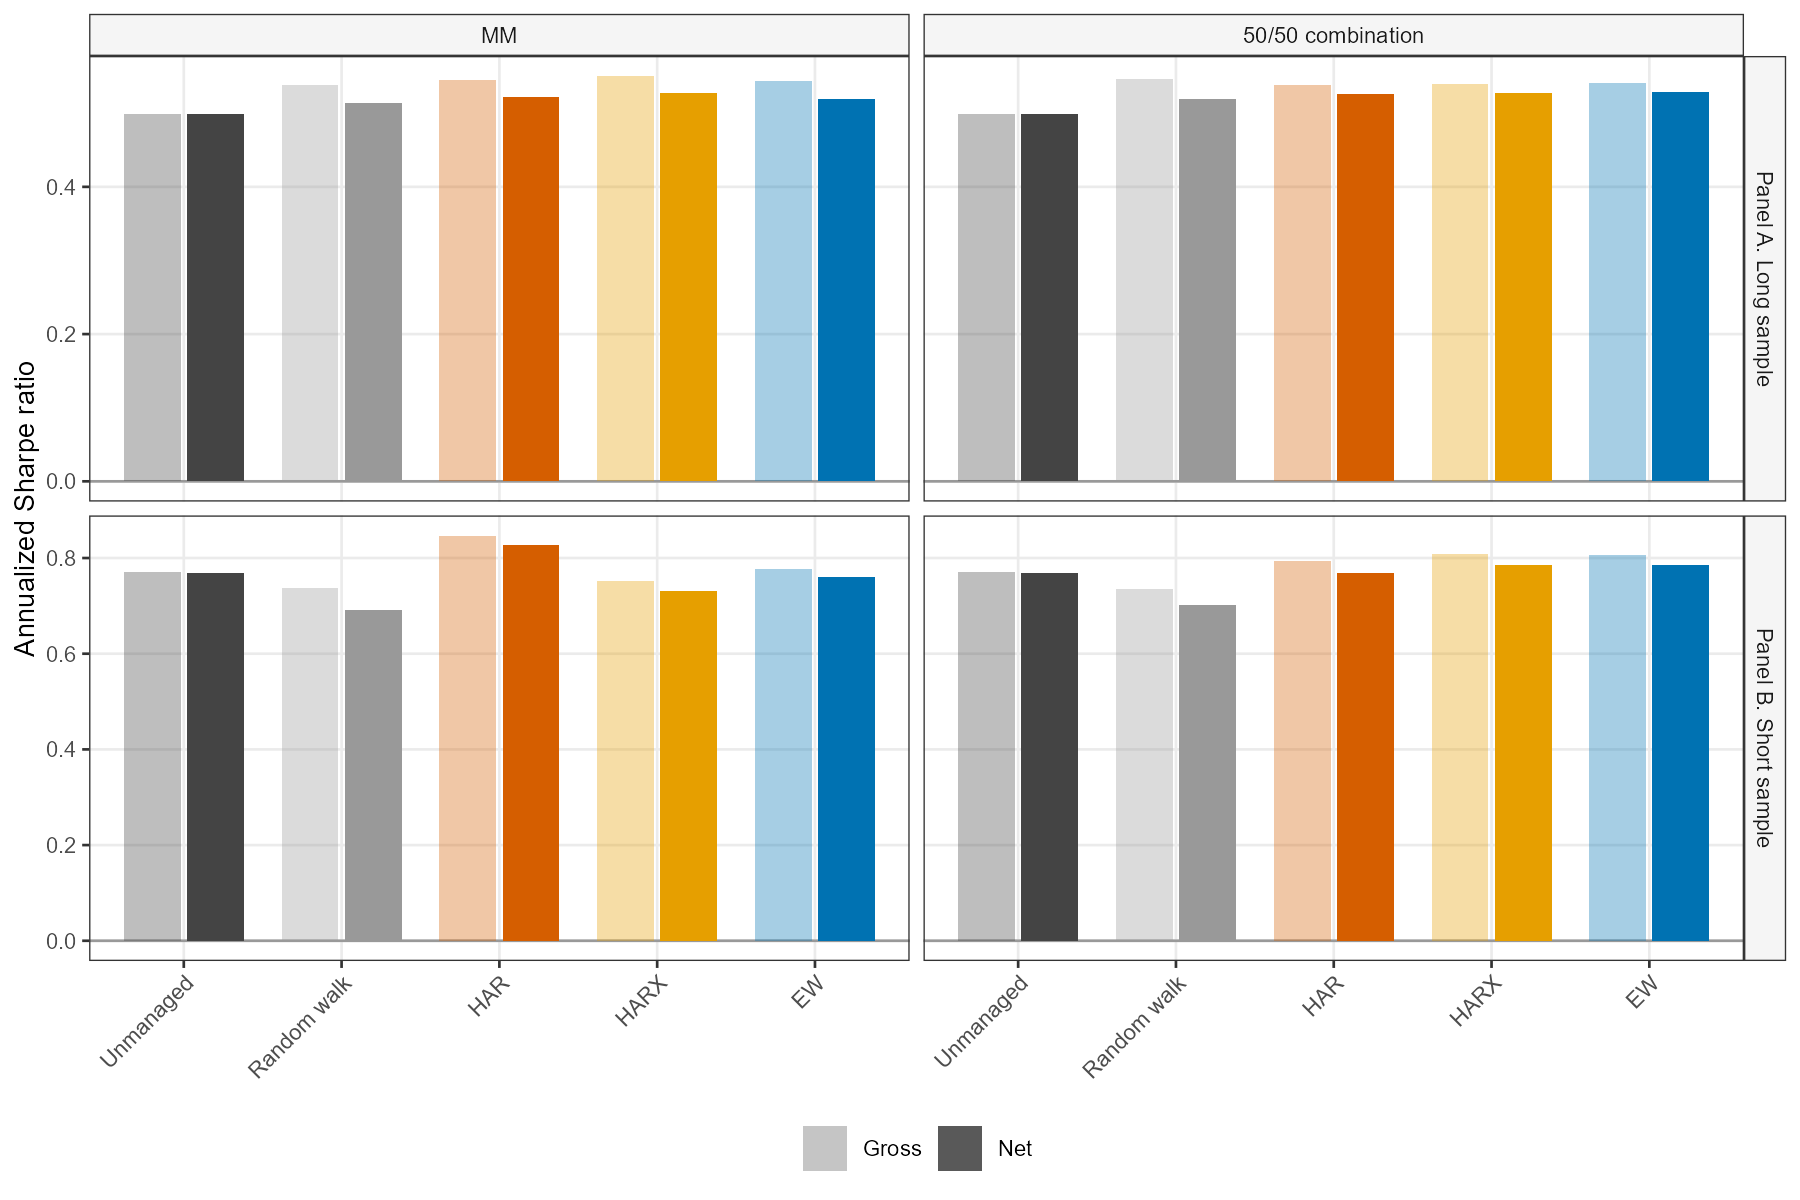 MM
50/50 combination
Annualized Sharpe ratio
0.4
0.2
0.0
Panel A. Long sample
0.8
0.6
0.4
0.2
0.0
Panel B. Short sample
Unmanaged
Random walk
HAR
HARX
EW
Unmanaged
Random walk
HAR
HARX
EW
Gross
Net